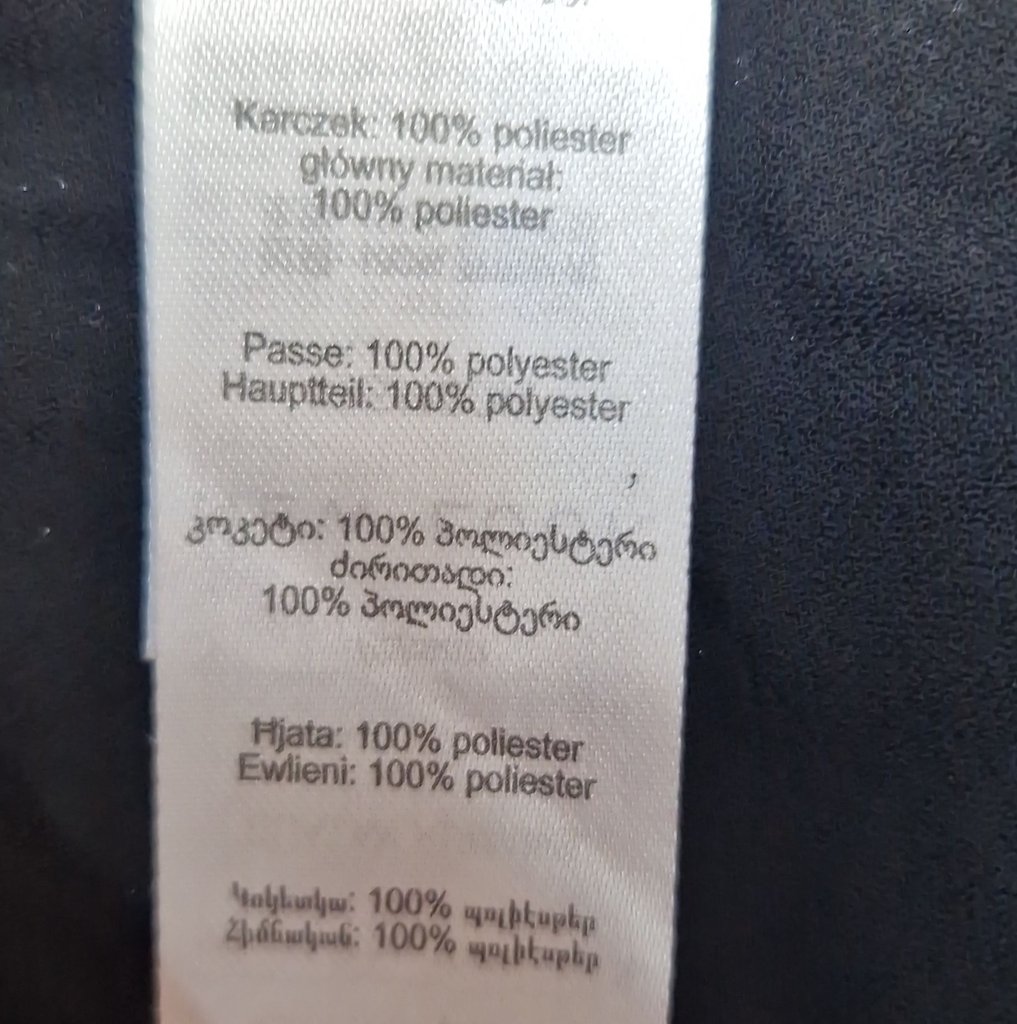 Karczek: 100% poliester
główny materiał:
100% poliester
Passe: 100% polyester
Hauptteil: 100% polyester
კოკეტი: 100% პოლიესტერი
ძირითადი:
100% პოლიესტერი
Ħjata: 100% poliester
Ewlieni: 100% poliester
Կոկետկա: 100% պոլիէսթեր
Հիմնական: 100% պոլիէսթեր